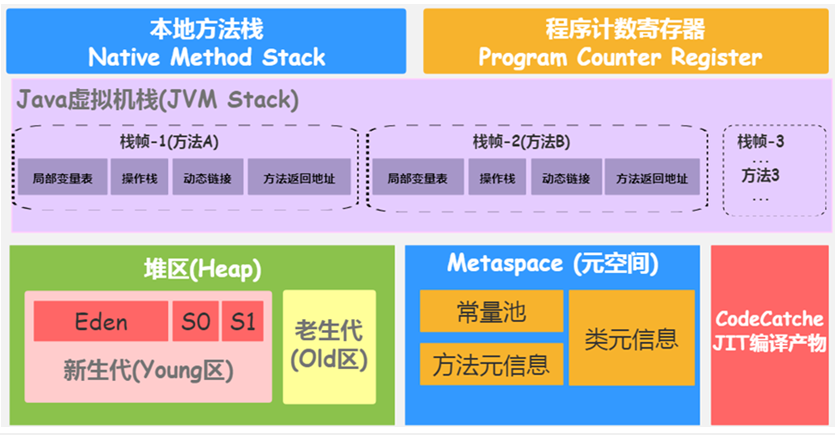 本地方法栈
Native Method Stack
程序计数寄存器
Program Counter Register
Java虚拟机栈(JVM Stack)
栈帧-1(方法A)
局部变量表
操作栈
动态链接
方法返回地址
栈帧-2(方法B)
局部变量表
操作栈
动态链接
方法返回地址
栈帧-3
...
方法3
...
堆区(Heap)
Eden
S0
S1
新生代(Young区)
老生代
(Old区)
Metaspace (元空间)
常量池
方法元信息
类元信息
CodeCatche
JIT编译产物